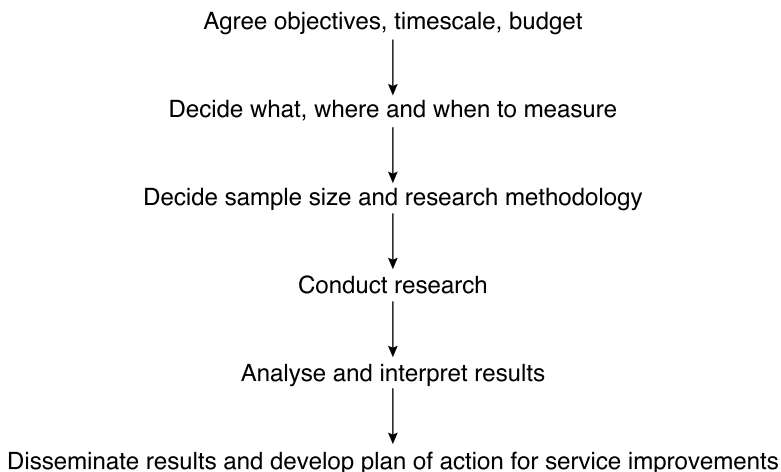 Agree objectives, timescale, budget
Decide what, where and when to measure
Decide sample size and research methodology
Conduct research
Analyse and interpret results
Disseminate results and develop plan of action for service improvements